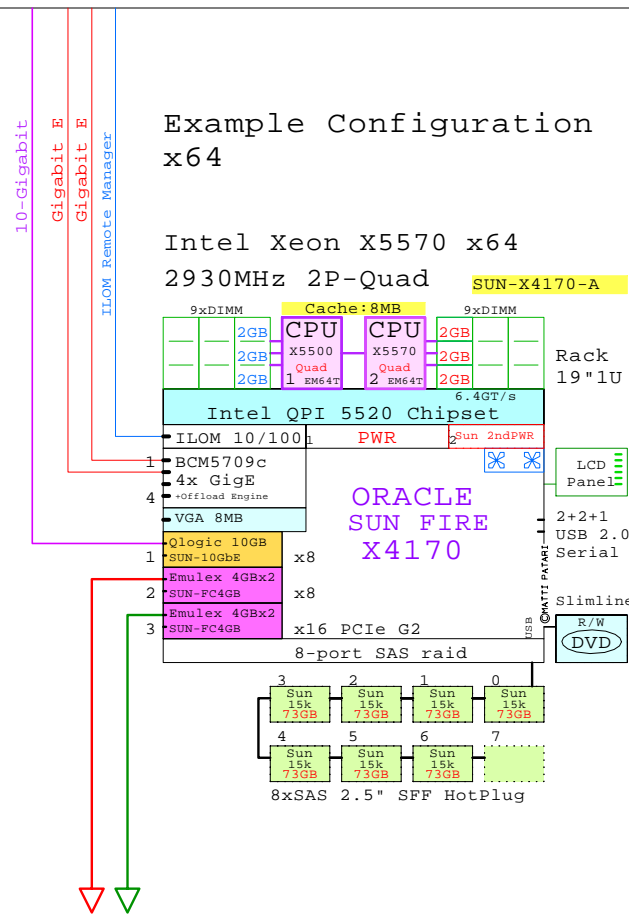 Example Configuration
x64
10-Gigabit
Gigabit E
Gigabit E
ILOM Remote Manager
Intel Xeon X5570 x64
2930MHz 2P-Quad
SUN-X4170-A
9xDIMM
Cache:8MB
9xDIMM
2GB
2GB
2GB
CPU
X5500
Quad
1 EM64T
CPU
X5570
Quad
2 EM64T
2GB
2GB
2GB
Rack
19"1U
6.4GT/s
Intel QPI 5520 Chipset
ILOM 10/100
1 PWR
2 Sun 2ndPWR
1 BCM5709c
4x GigE
4 +Offload Engine
LCD
Panel
ORACLE
SUN FIRE
X4170
VGA 8MB
2+2+1
USB 2.0
Serial
Qlogic 10GB
1 SUN-10GbE x8
Emulex 4GBx2
2 SUN-FC4GB x8
Emulex 4GBx2
3 SUN-FC4GB x16 PCIe G2
©MATTI PATARI
USB
Slimline
R/W
DVD
8-port SAS raid
3 2 1 0
Sun 15k 73GB
Sun 15k 73GB
Sun 15k 73GB
Sun 15k 73GB
4 5 6 7
Sun 15k 73GB
Sun 15k 73GB
Sun 15k 73GB
8xSAS 2.5" SFF HotPlug